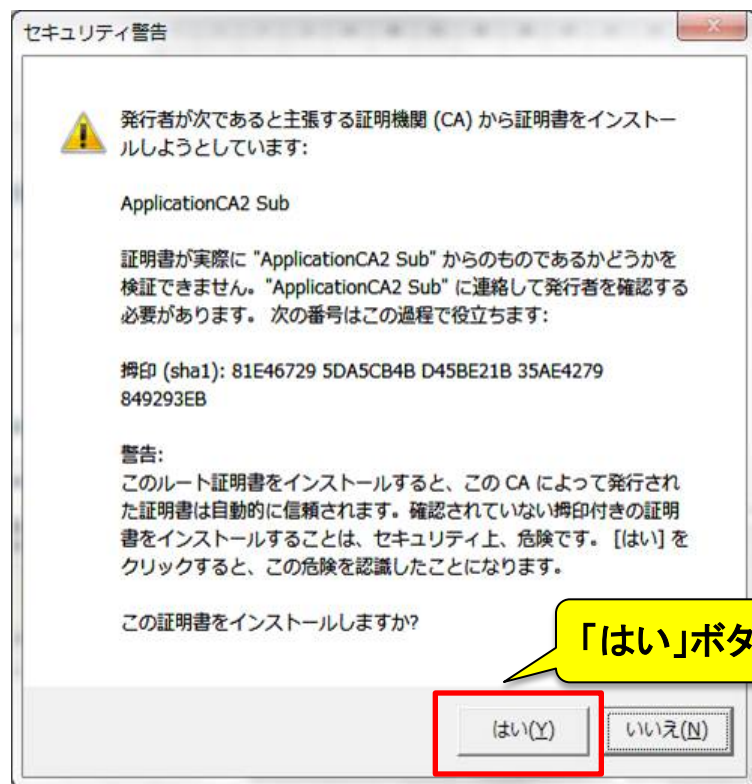 セキュリティ警告
発行者が次であると主張する証明機関 (CA) から証明書をインストー
ルしようとしています:
ApplicationCA2 Sub
証明書が実際に "ApplicationCA2 Sub" からのものであるかどうかを
検証できません。"ApplicationCA2 Sub" に連絡して発行者を確認する
必要があります。 次の番号はこの過程で役立ちます:
拇印 (sha1): 81E46729 5DA5CB4B D45BE21B 35AE4279
849293EB
警告:
このルート証明書をインストールすると、この CA によって発行され
た証明書は自動的に信頼されます。確認されていない拇印付きの証明
書をインストールすることは、セキュリティ上、危険です。 [はい] を
クリックすると、この危険を認識したことになります。
この証明書をインストールしますか?
「はい」ボタ
はい(Y)
いいえ(N)